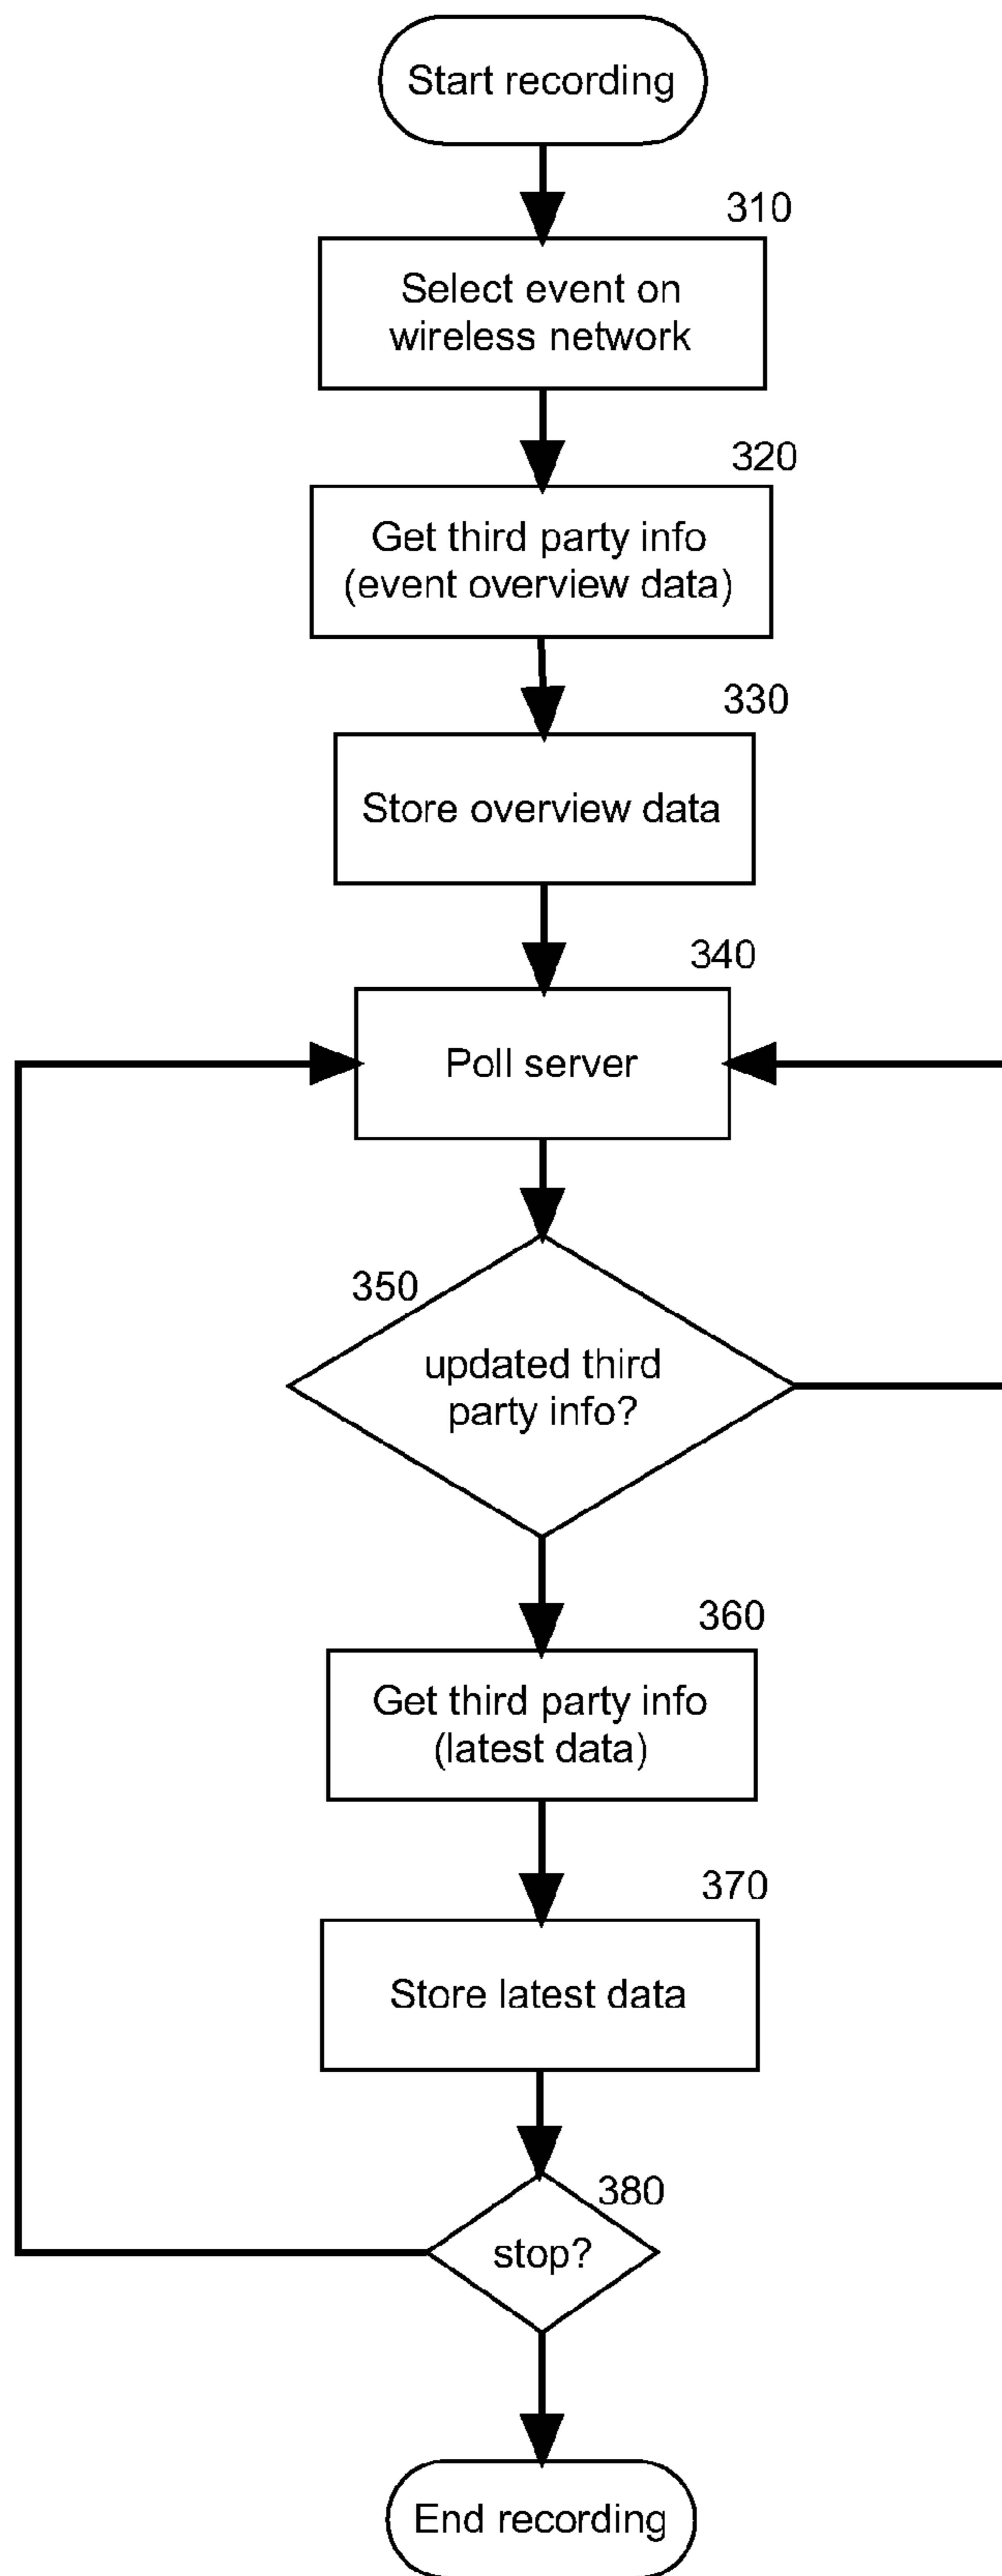 Start recording
310
Select event on
wireless network
320
Get third party info
(event overview data)
330
Store overview data
340
Poll server
350
updated third
party info?
360
Get third party info
(latest data)
370
Store latest data
380
stop?
End recording